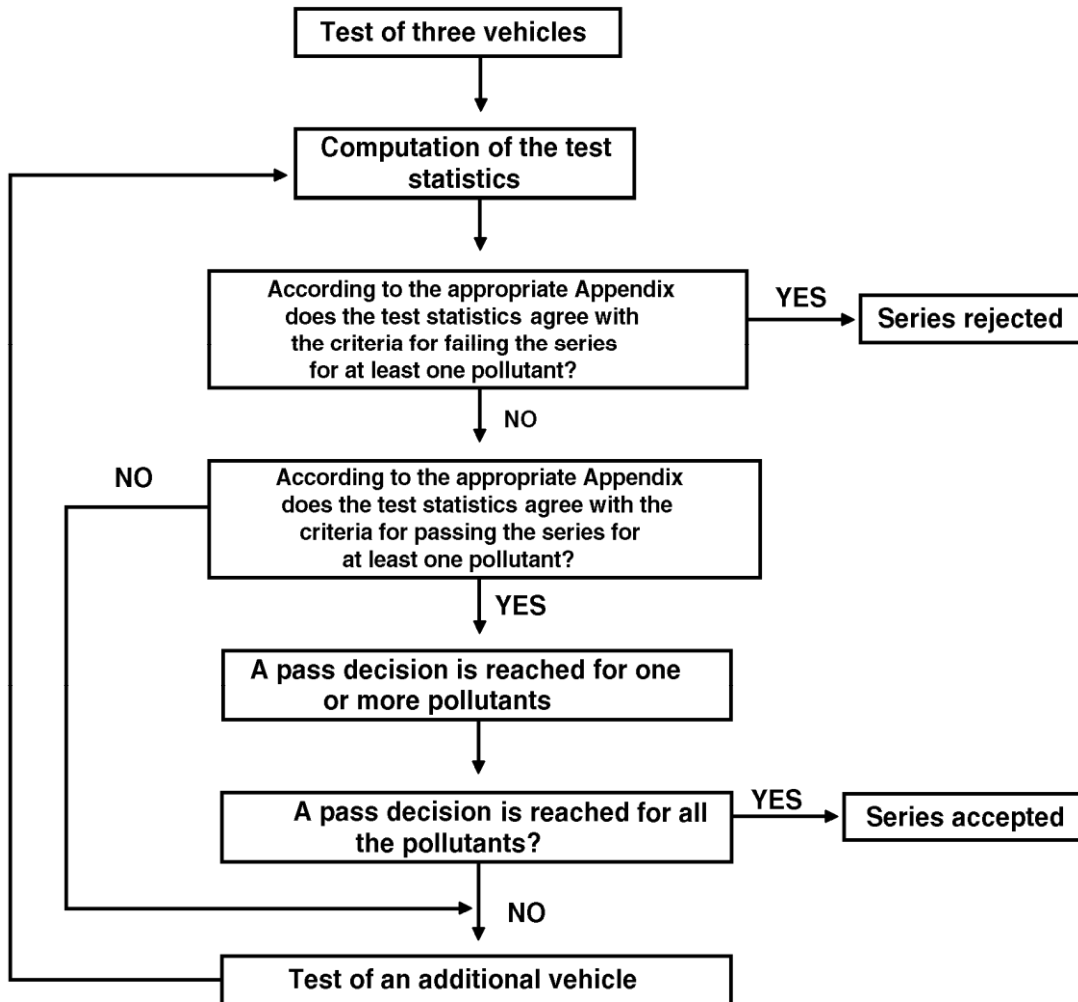 Test of three vehicles
Computation of the test
statistics
According to the appropriate Appendix
does the test statistics agree with
the criteria for failing the series
for at least one pollutant?
YES
Series rejected
NO
NO
According to the appropriate Appendix
does the test statistics agree with the
criteria for passing the series for
at least one pollutant?
YES
A pass decision is reached for one
or more pollutants
A pass decision is reached for all
the pollutants?
YES
Series accepted
NO
Test of an additional vehicle